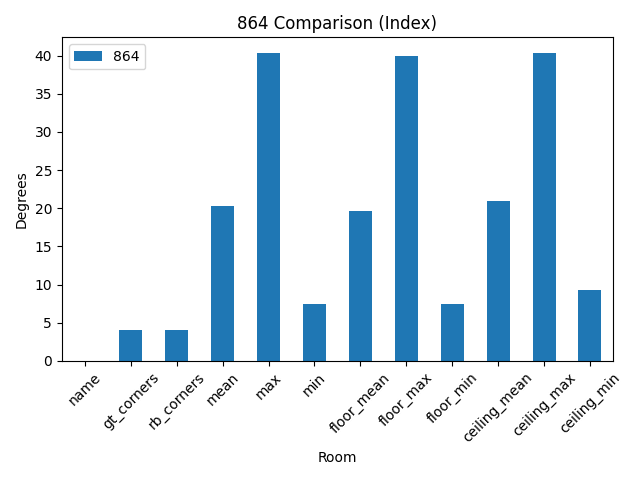 864 Comparison (Index)
864
Degrees
40
35
30
25
20
15
10
5
0
name
gt_corners
rb_corners
mean
max
min
floor_mean
floor_max
floor_min
ceiling_mean
ceiling_max
ceiling_min
Room